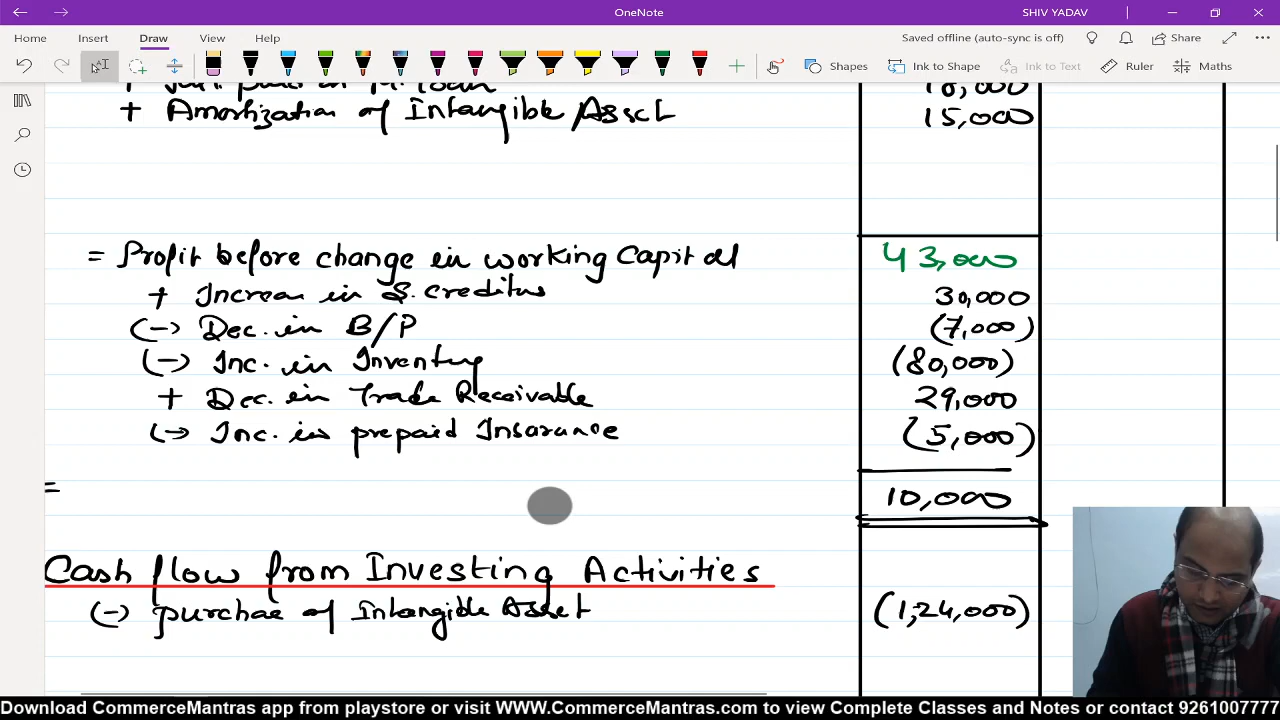 OneNote
SHIV YADAV
Home Insert Draw View Help
Saved offline (auto-sync is off)
Share
Shapes
Ink to Shape
Ink to Text
Ruler
Maths
+ Amortization of Intangible Asset 15,000
= Profit before change in working Capital 43,000
+ Increase in S. creditors 30,000
(-) Dec. in B/P (7,000)
(-) Inc. in Inventory (80,000)
+ Dec. in Trade Receivable 29,000
(-) Inc. in prepaid Insurance (5,000)
= 10,000
Cash flow from Investing Activities
(-) purchae of Intangible Asset (1,24,000)
Download CommerceMantras app from playstore or visit WWW.CommerceMantras.com to view Complete Classes and Notes or contact 9261007777